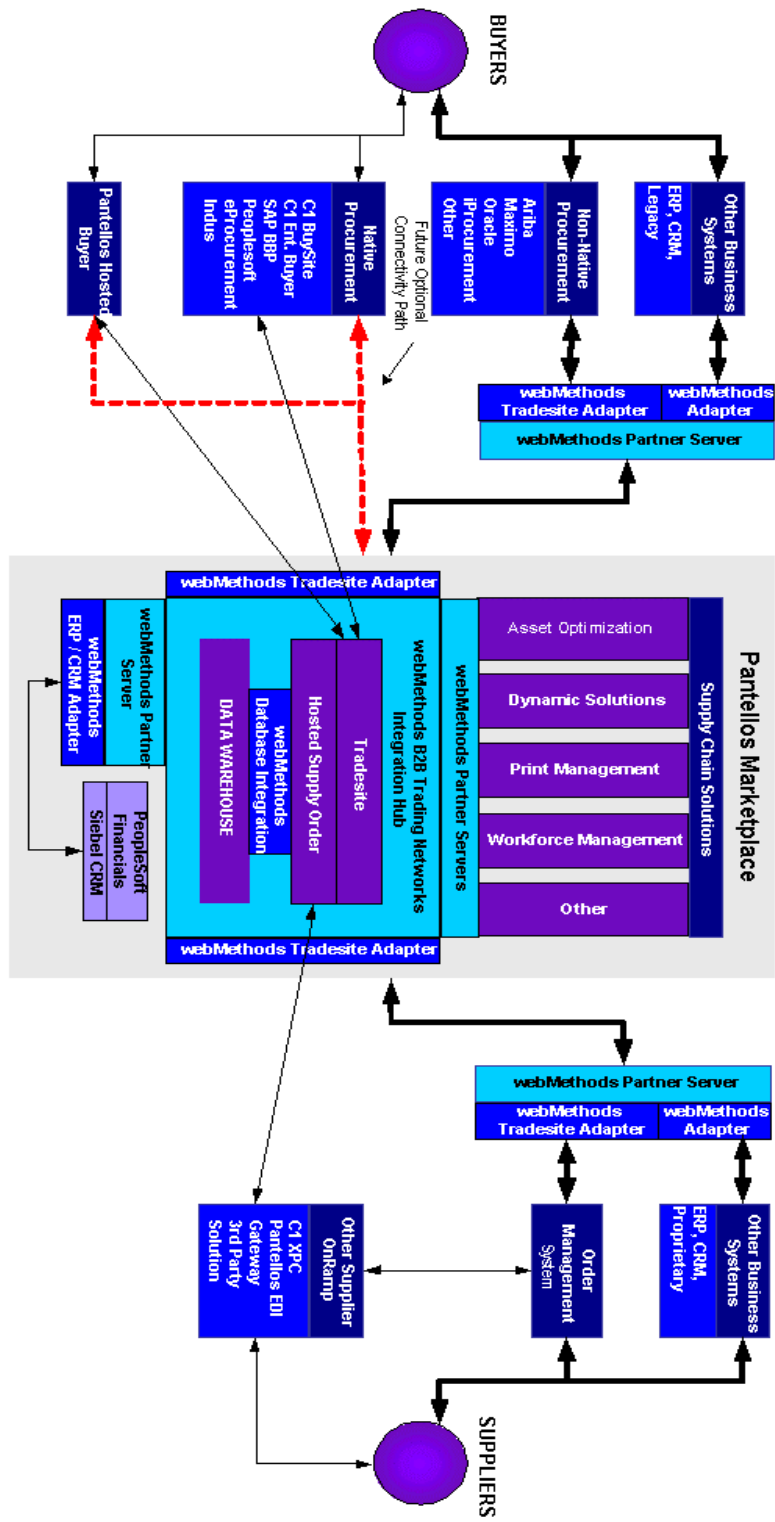 BUYERS
Other Business
Systems
ERP, CRM,
Legacy
Non-Native
Procurement
Ariba
Maximo
Oracle
iProcurement
Other
Native
Procurement
C1 BuySite
C1 Ent. Buyer
SAP BBP
Peoplesoft
eProcurement
Indus
Pantellos Hosted
Buyer
Future Optional
Connectivity Path
webMethods
Adapter
webMethods
Tradesite Adapter
webMethods Partner Server
Pantellos Marketplace
Supply Chain Solutions
Asset Optimization
Dynamic Solutions
Print Management
Workforce Management
Other
webMethods Partner Servers
webMethods Tradesite Adapter
webMethods B2B Trading Networks
Integration Hub
Tradesite
Hosted Supply Order
webMethods
Database Integration
DATA WAREHOUSE
webMethods Tradesite Adapter
webMethods Partner
Server
webMethods
ERP / CRM Adapter
PeopleSoft
Financials
Siebel CRM
webMethods Partner Server
webMethods
Adapter
webMethods
Tradesite Adapter
Other Business
Systems
ERP, CRM,
Proprietary
Order
Management
System
Other Supplier
OnRamp
C1 XPC
Pantellos EDI
Gateway
3rd Party
Solution
SUPPLIERS